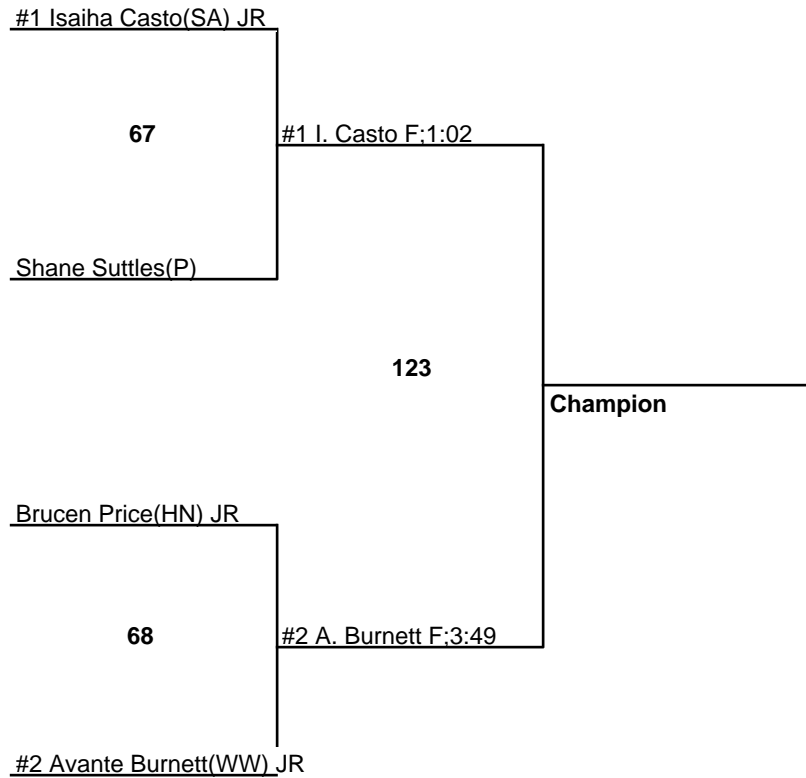 #1 Isaiha Casto(SA) JR
67
#1 I. Casto F;1:02
Shane Suttles(P)
123
Champion
Brucen Price(HN) JR
68
#2 A. Burnett F;3:49
#2 Avante Burnett(WW) JR